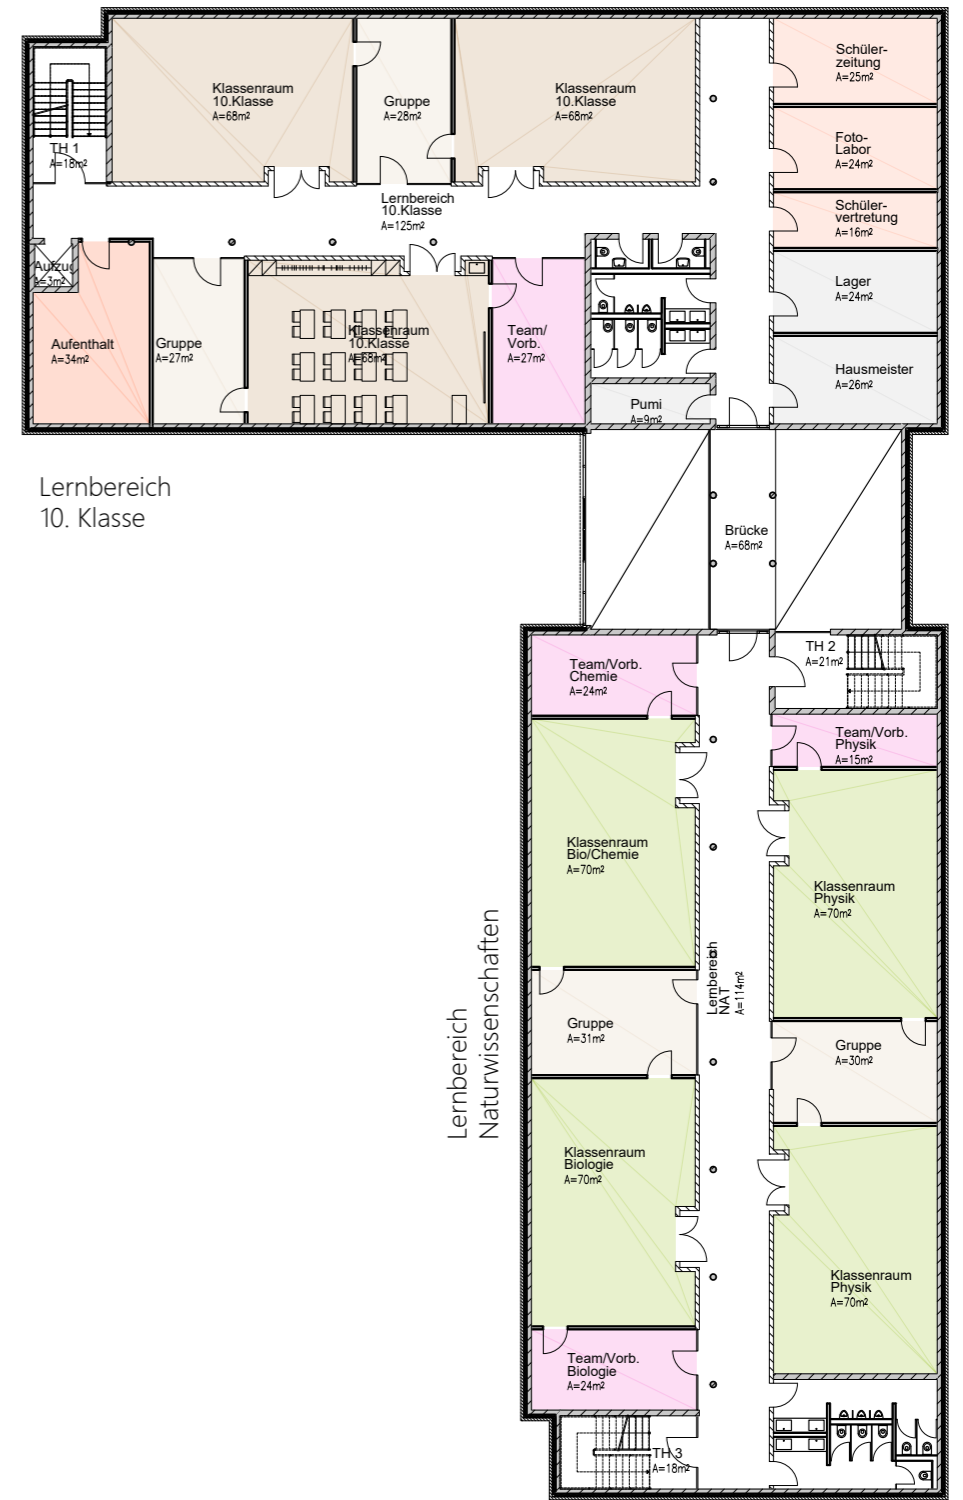 Klassenraum
10.Klasse
A=68m²
Gruppe
A=28m²
Klassenraum
10.Klasse
A=68m²
Schüler-
zeitung
A=25m²
TH 1
A=18m²
Foto-
Labor
A=24m²
Lernbereich
10.Klasse
A=125m²
Schüler-
vertretung
A=16m²
Aufzug
A=3m²
Lager
A=24m²
Aufenthalt
A=34m²
Gruppe
A=27m²
Klassenraum
10.Klasse
A=68m²
Team/
Vorb.
A=27m²
Hausmeister
A=26m²
Pumi
A=9m²
Lernbereich
10. Klasse
Brücke
A=68m²
TH 2
A=21m²
Team/Vorb.
Chemie
A=24m²
Team/Vorb.
Physik
A=15m²
Klassenraum
Bio/Chemie
A=70m²
Klassenraum
Physik
A=70m²
Lernbereich
NAT
A=114m²
Lernbereich
Naturwissenschaften
Gruppe
A=31m²
Gruppe
A=30m²
Klassenraum
Biologie
A=70m²
Klassenraum
Physik
A=70m²
Team/Vorb.
Biologie
A=24m²
TH 3
A=18m²